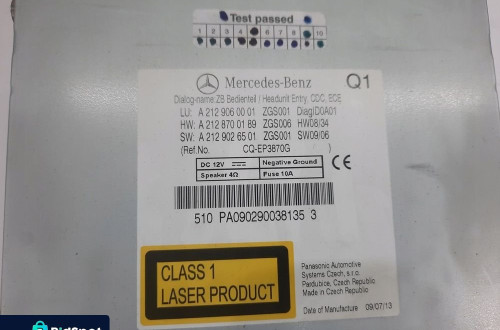 Test passed
1 2 3 4 5 6 7 8 9 10
Mercedes-Benz Q1
Dialog-name: ZB Bedienteil / Headunit Entry, CDC, ECE
LU: A 212 906 00 01 ZGS001 DiagID0A01
HW: A 212 870 01 89 ZGS006 HW08/34
SW: A 212 902 65 01 ZGS001 SW09/06
(Ref.No. CQ-EP3870G )
DC 12V Negative Ground
Speaker 4Ω Fuse 10A
CE
510 PA090290038135 3
CLASS 1
LASER PRODUCT
Panasonic Automotive
Systems Czech, s.r.o.
Pardubice, Czech Republic
Made in Czech Republic
Date of Manufacture 09/07/13
BidSpot